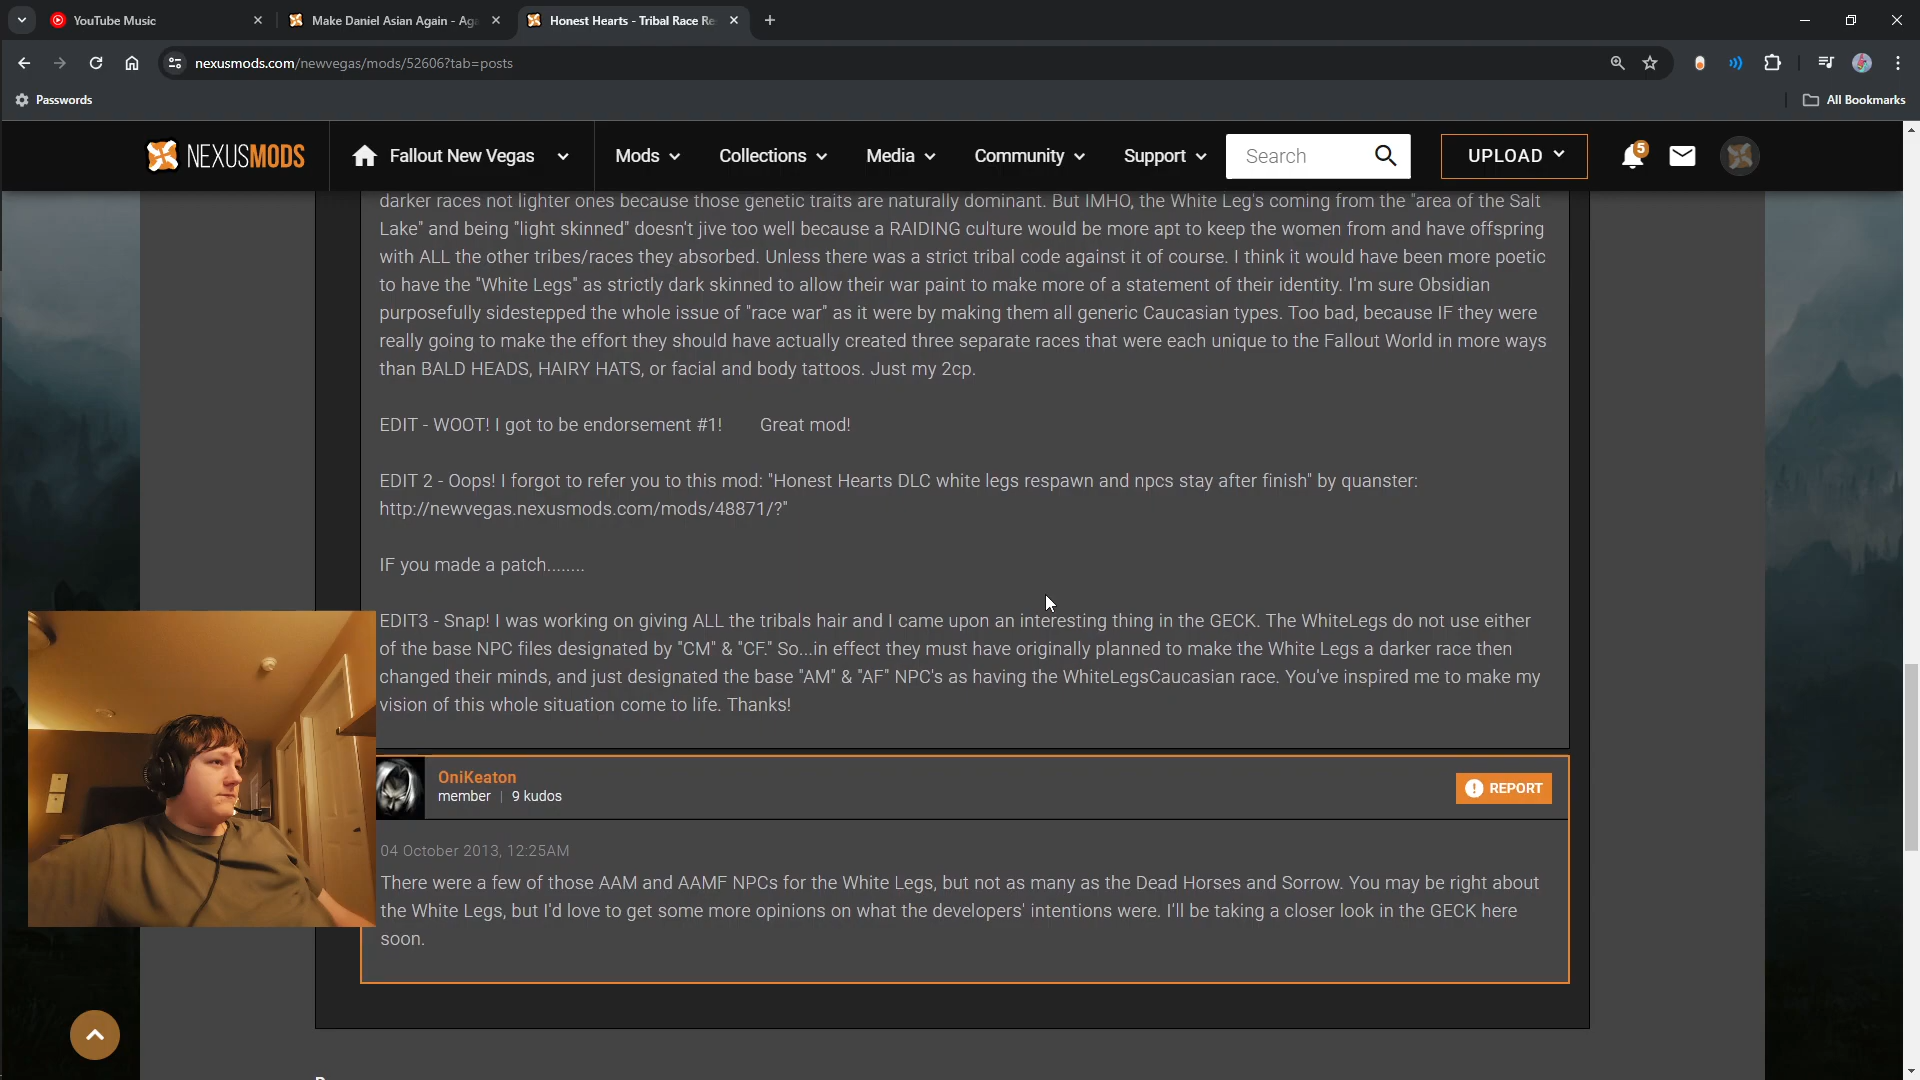 YouTube Music
Make Daniel Asian Again - Aga
Honest Hearts - Tribal Race Re
nexusmods.com/newvegas/mods/52606?tab=posts
Passwords
All Bookmarks
NEXUSMODS
Fallout New Vegas
Mods
Collections
Media
Community
Support
Search
UPLOAD
5
darker races not lighter ones because those genetic traits are naturally dominant. But IMHO, the White Leg's coming from the "area of the Salt
Lake" and being "light skinned" doesn't jive too well because a RAIDING culture would be more apt to keep the women from and have offspring
with ALL the other tribes/races they absorbed. Unless there was a strict tribal code against it of course. I think it would have been more poetic
to have the "White Legs" as strictly dark skinned to allow their war paint to make more of a statement of their identity. I'm sure Obsidian
purposefully sidestepped the whole issue of "race war" as it were by making them all generic Caucasian types. Too bad, because IF they were
really going to make the effort they should have actually created three separate races that were each unique to the Fallout World in more ways
than BALD HEADS, HAIRY HATS, or facial and body tattoos. Just my 2cp.
EDIT - WOOT! I got to be endorsement #1! Great mod!
EDIT 2 - Oops! I forgot to refer you to this mod: "Honest Hearts DLC white legs respawn and npcs stay after finish" by quanster:
http://newvegas.nexusmods.com/mods/48871/?"
IF you made a patch........
EDIT3 - Snap! I was working on giving ALL the tribals hair and I came upon an interesting thing in the GECK. The WhiteLegs do not use either
of the base NPC files designated by "CM" & "CF." So...in effect they must have originally planned to make the White Legs a darker race then
changed their minds, and just designated the base "AM" & "AF" NPC's as having the WhiteLegsCaucasian race. You've inspired me to make my
vision of this whole situation come to life. Thanks!
OniKeaton
member | 9 kudos
REPORT
04 October 2013, 12:25AM
There were a few of those AAM and AAMF NPCs for the White Legs, but not as many as the Dead Horses and Sorrow. You may be right about
the White Legs, but I'd love to get some more opinions on what the developers' intentions were. I'll be taking a closer look in the GECK here
soon.